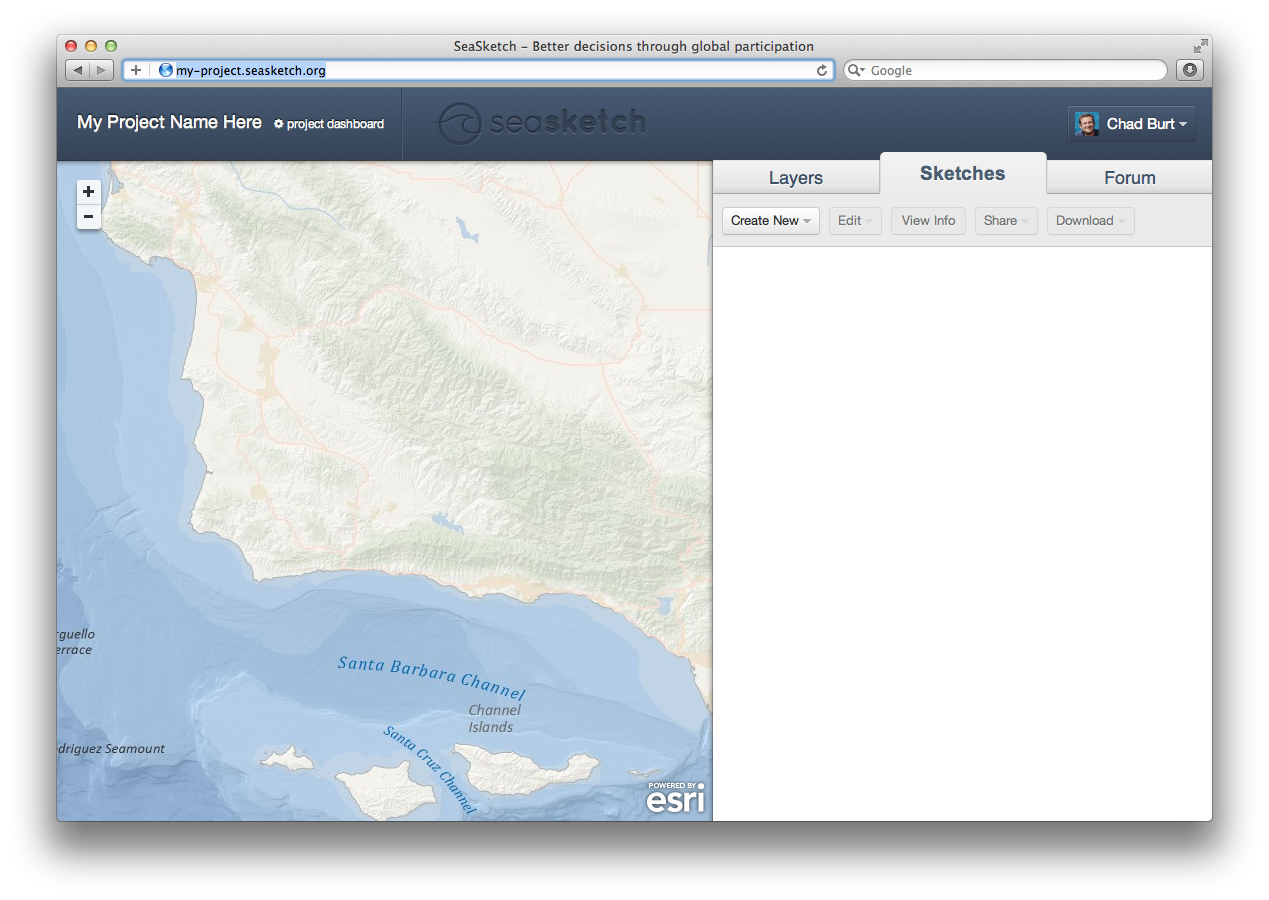 SeaSketch – Better decisions through global participation
my-project.seasketch.org
Google
My Project Name Here
project dashboard
seasketch
Chad Burt
Layers
Sketches
Forum
Create New
Edit
View Info
Share
Download
+
−
rguello
errace
Santa Barbara Channel
Channel
Islands
Santa Cruz Channel
driguez Seamount
POWERED BY
esri